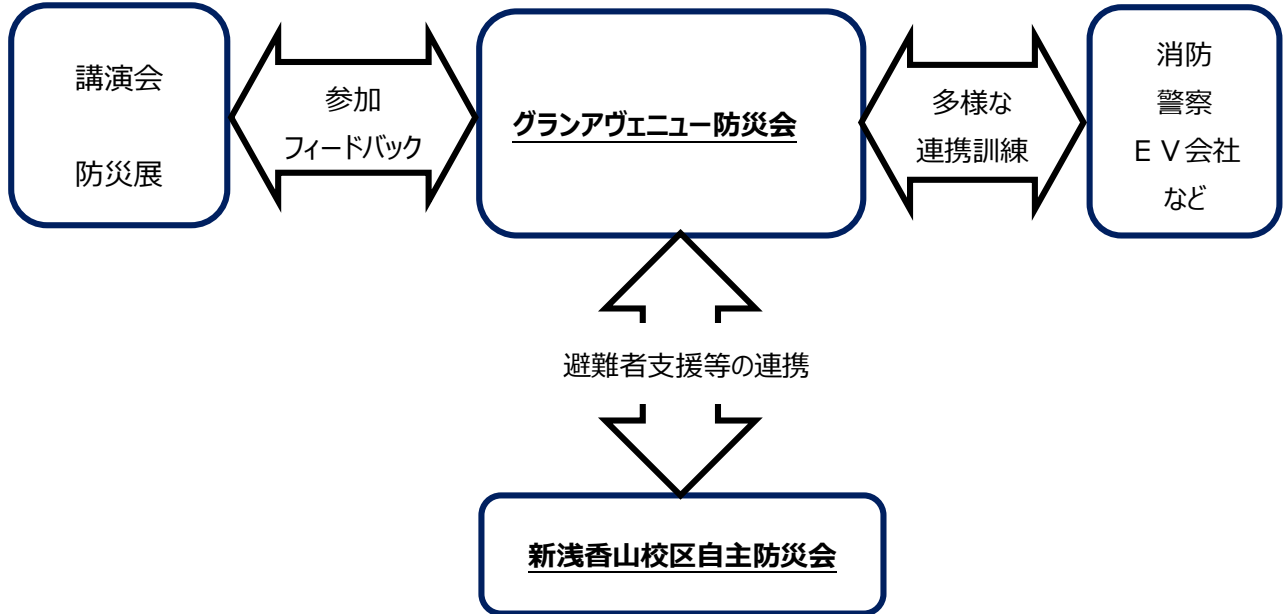 講演会
防災展
参加
フィードバック
グランアヴェニュー防災会
多様な
連携訓練
消防
警察
ＥＶ会社
など
避難者支援等の連携
新浅香山校区自主防災会